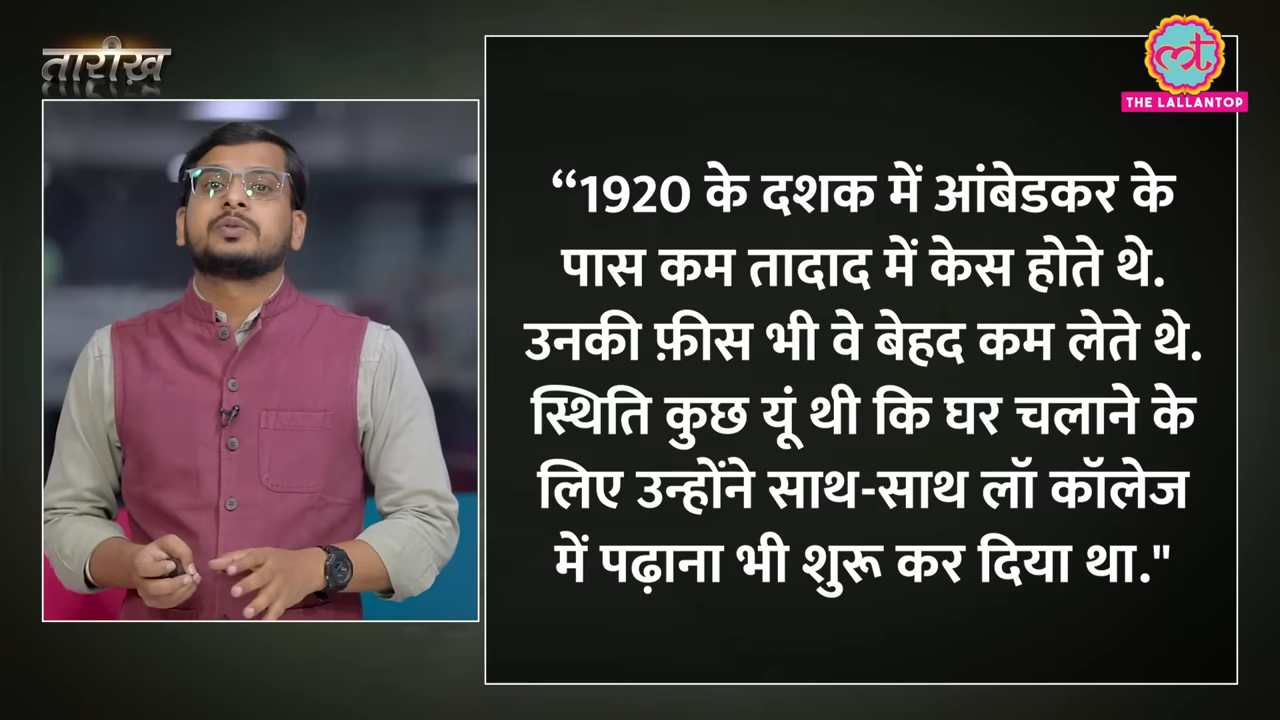 तारीख़
THE LALLANTOP
“1920 के दशक में आंबेडकर के
पास कम तादाद में केस होते थे.
उनकी फ़ीस भी वे बेहद कम लेते थे.
स्थिति कुछ यूं थी कि घर चलाने के
लिए उन्होंने साथ-साथ लॉ कॉलेज
में पढ़ाना भी शुरू कर दिया था."